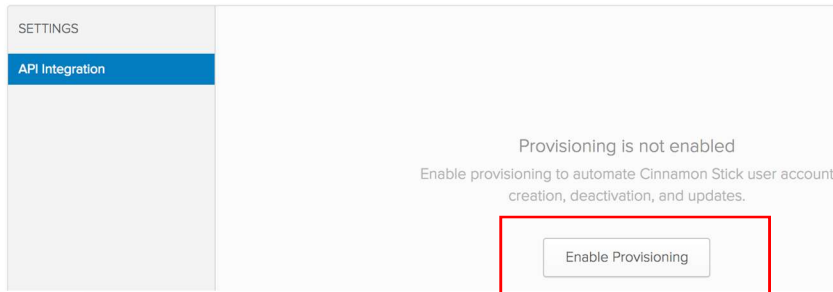 SETTINGS
API Integration
Provisioning is not enabled
Enable provisioning to automate Cinnamon Stick user account
creation, deactivation, and updates.
Enable Provisioning